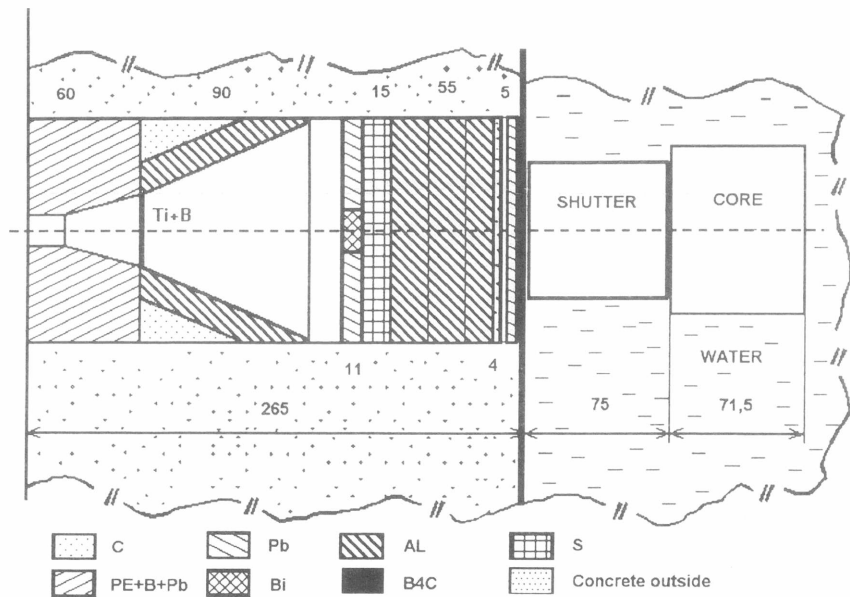 60 90 15 55 5
SHUTTER CORE
Ti+B
WATER
11 4
265 75 71,5
C Pb AL S
PE+B+Pb Bi B4C Concrete outside